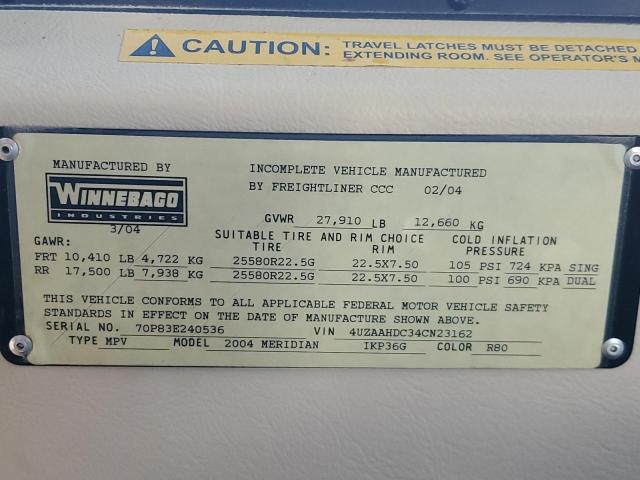 CAUTION:
TRAVEL LATCHES MUST BE DETACHED
EXTENDING ROOM. SEE OPERATOR'S M
MANUFACTURED BY
WINNEBAGO
INDUSTRIES
3/04
INCOMPLETE VEHICLE MANUFACTURED
BY FREIGHTLINER CCC 02/04
GVWR 27,910 LB 12,660 KG
GAWR: SUITABLE TIRE AND RIM CHOICE COLD INFLATION
TIRE RIM PRESSURE
FRT 10,410 LB 4,722 KG 25580R22.5G 22.5X7.50 105 PSI 724 KPA SING
RR 17,500 LB 7,938 KG 25580R22.5G 22.5X7.50 100 PSI 690 KPA DUAL
THIS VEHICLE CONFORMS TO ALL APPLICABLE FEDERAL MOTOR VEHICLE SAFETY
STANDARDS IN EFFECT ON THE DATE OF MANUFACTURE SHOWN ABOVE.
SERIAL NO. 70P83E240536 VIN 4UZAAHDC34CN23162
TYPE MPV MODEL 2004 MERIDIAN IKP36G COLOR R80